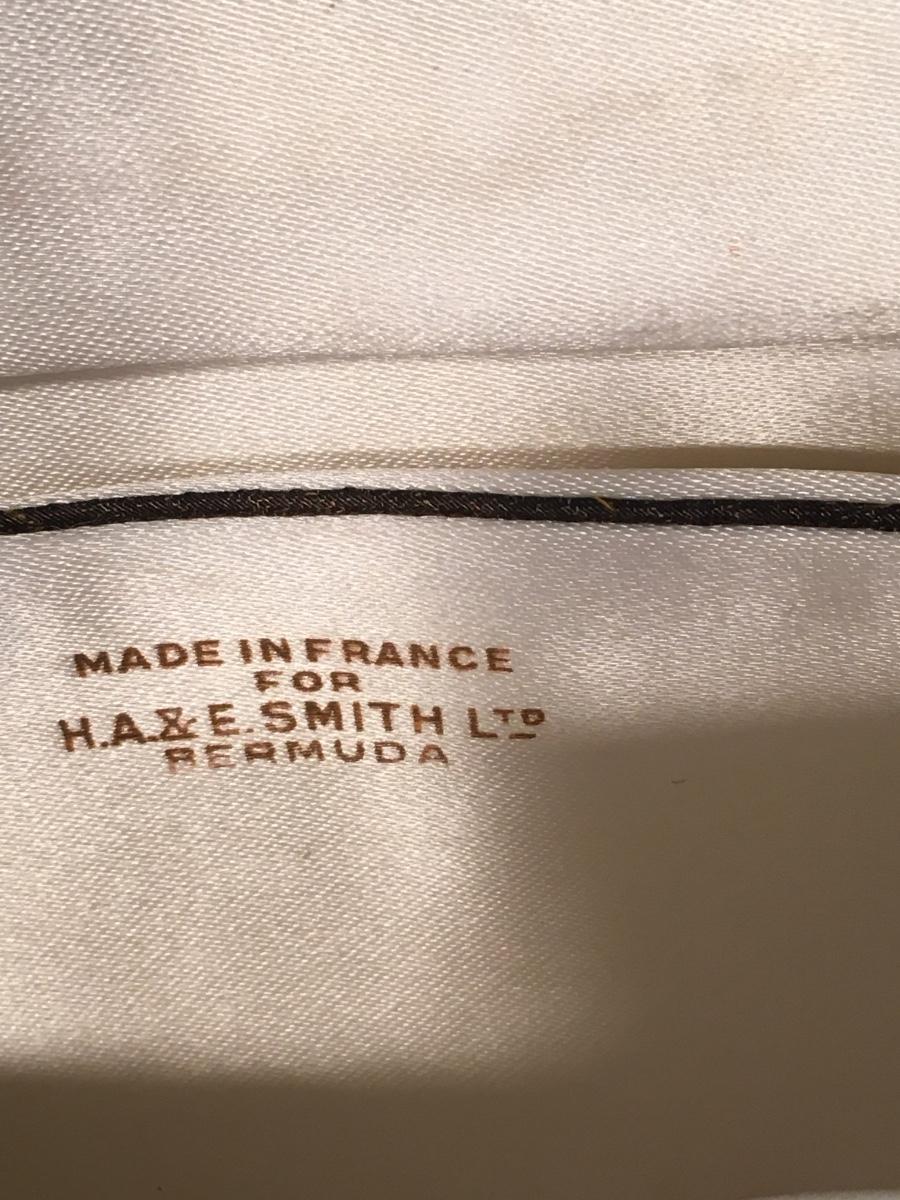 MADE IN FRANCE
FOR
H.A.& E. SMITH LTD
BERMUDA